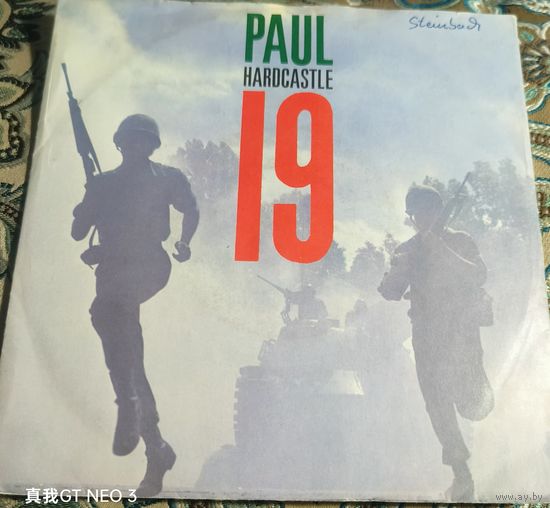 PAUL
Steinbach
HARDCASTLE
19
真我GT NEO 3
www.ay.by